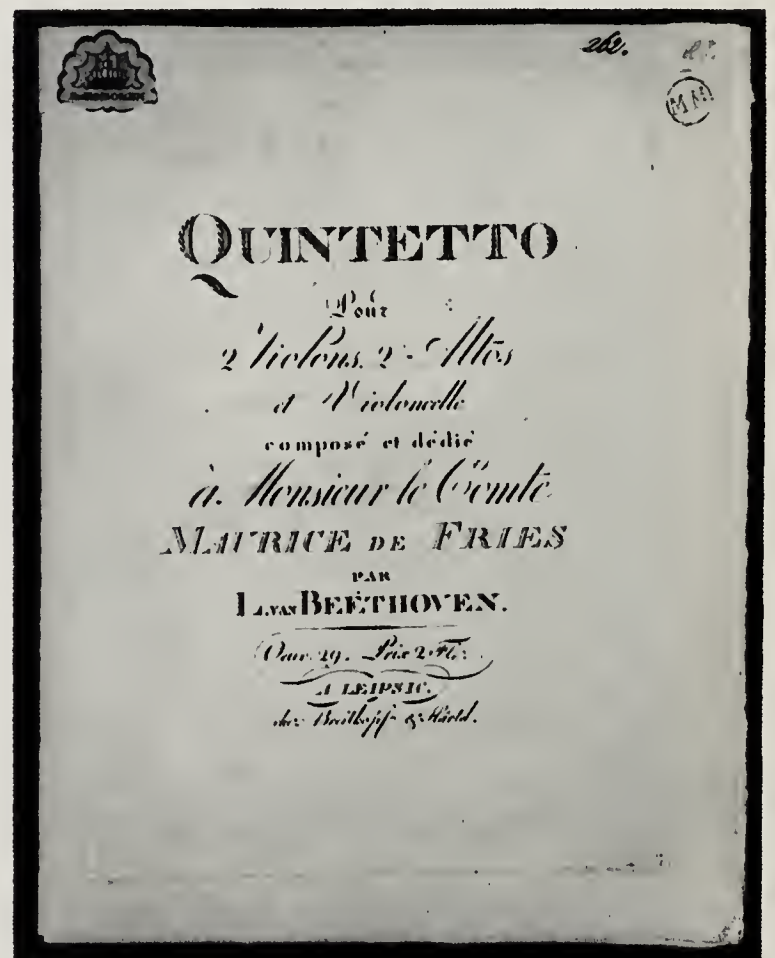 262.
M M
QUINTETTO
Pour
2 Violons, 2 Altos
et Violoncelle
composé et dédié
à Monsieur le Comte
MAURICE DE FRIES
PAR
L. VAN BEETHOVEN.
Oeuv. 29. Prix 2 Fl:
A LEIPSIC.
chez Breitkopf & Härtel.